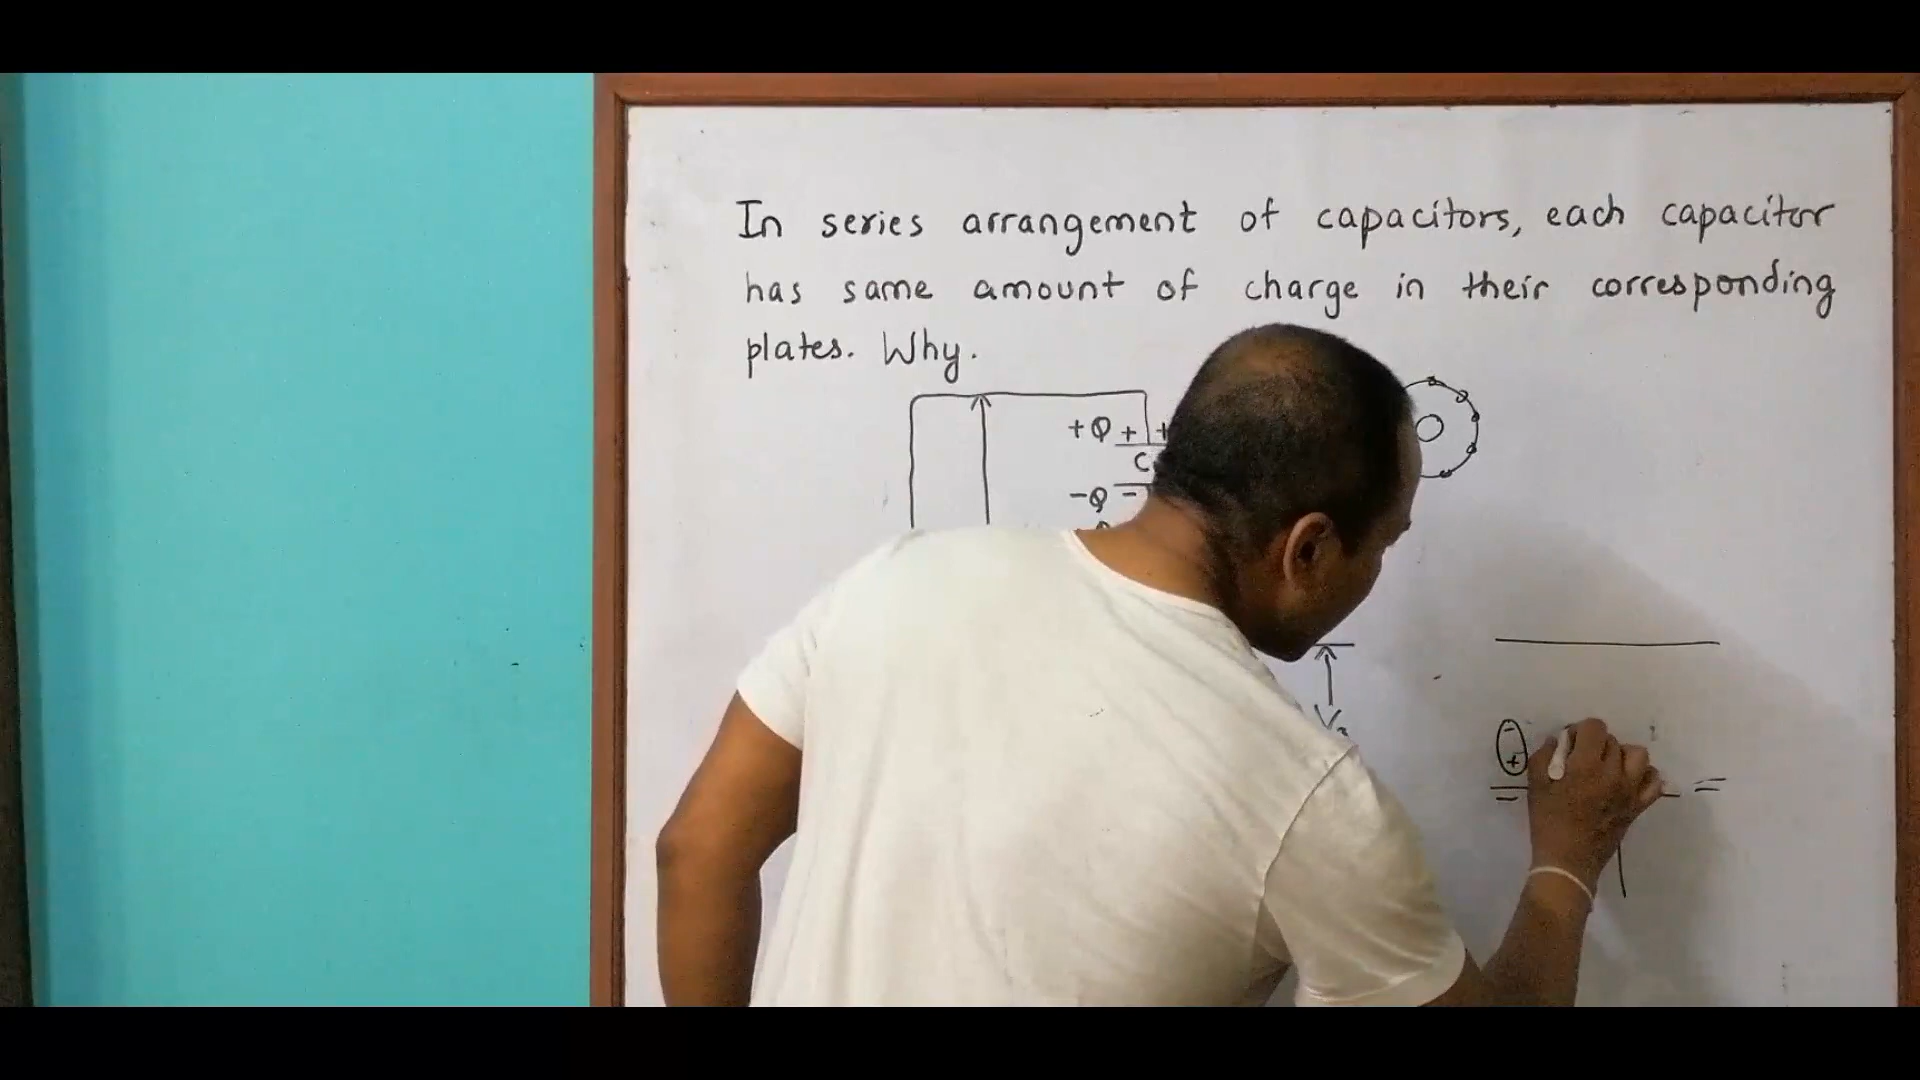 In series arrangement of capacitors, each capacitor
has same amount of charge in their corresponding
plates. Why.
+Q + +
C
-Q -
- 
+
- =